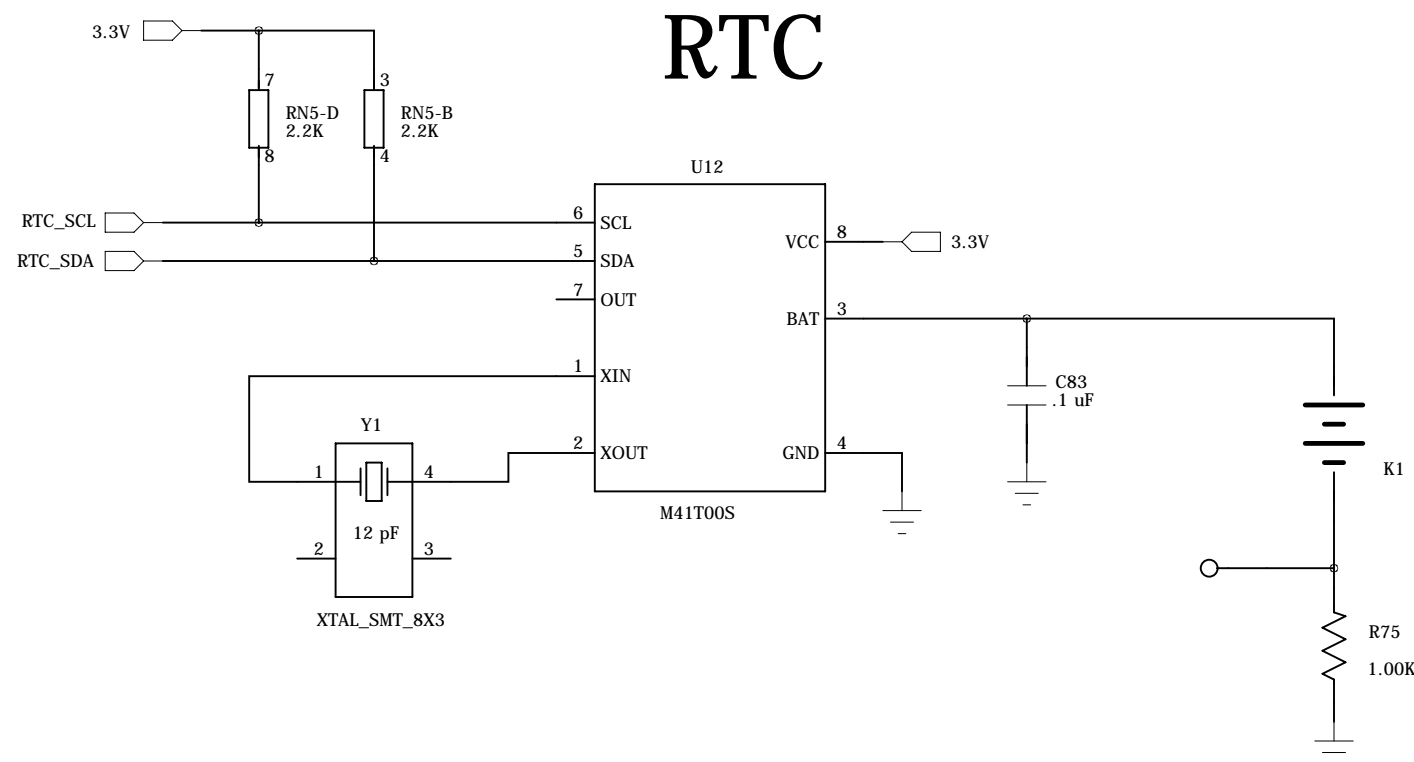 RTC
3.3V
7
3
RN5-D
2.2K
RN5-B
2.2K
8
4
U12
RTC_SCL
6
SCL
RTC_SDA
5
SDA
7
OUT
1
XIN
2
XOUT
VCC
8
3.3V
BAT
3
GND
4
M41T00S
C83
.1 uF
K1
Y1
1
4
12 pF
2
3
XTAL_SMT_8X3
R75
1.00K